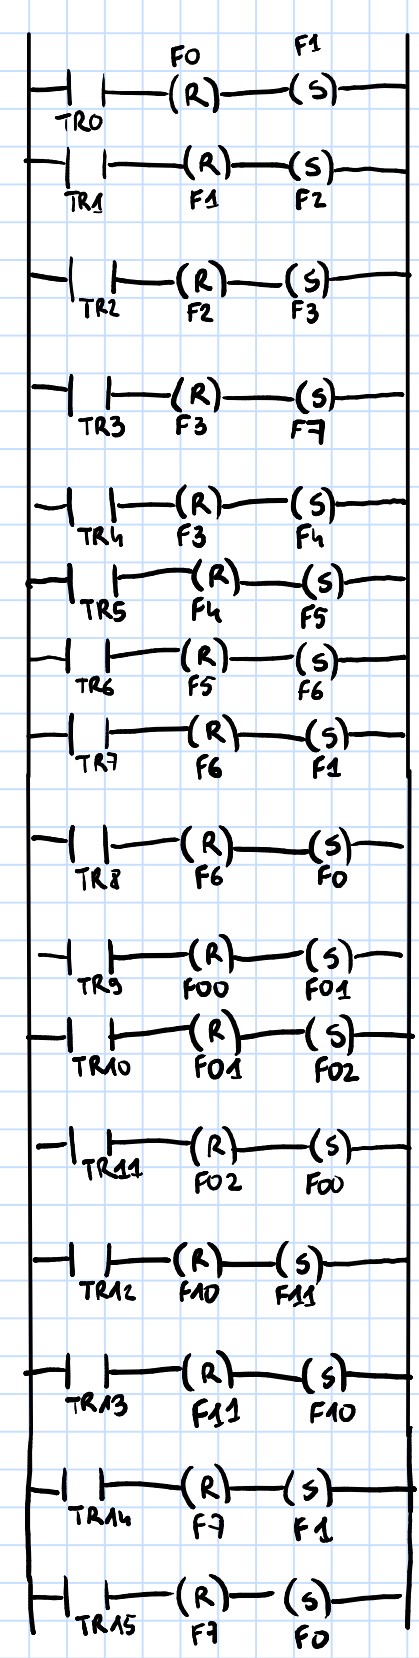 F0 F1
(R) (S)
TR0
(R) (S)
TR1 F1 F2
(R) (S)
TR2 F2 F3
(R) (S)
TR3 F3 F7
(R) (S)
TR4 F3 F4
(R) (S)
TR5 F4 F5
(R) (S)
TR6 F5 F6
(R) (S)
TR7 F6 F1
(R) (S)
TR8 F6 F0
(R) (S)
TR9 F00 F01
(R) (S)
TR10 F01 F02
(R) (S)
TR11 F02 F00
(R) (S)
TR12 F10 F11
(R) (S)
TR13 F11 F10
(R) (S)
TR14 F7 F1
(R) (S)
TR15 F7 F0